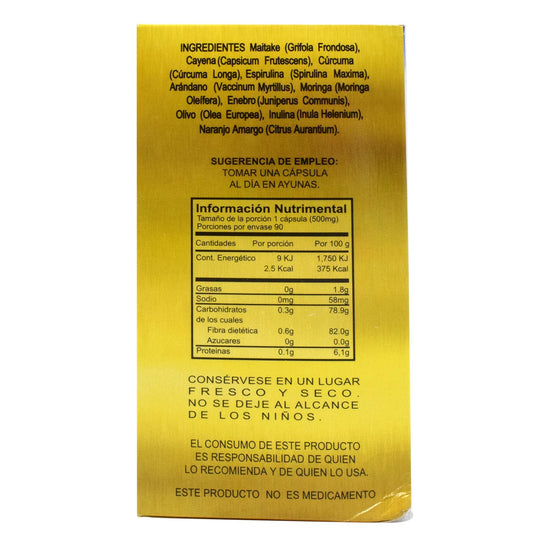 INGREDIENTES Maitake (Grifola Frondosa),
Cayena (Capsicum Frutescens), Cúrcuma
(Cúrcuma Longa), Espirulina (Spirulina Maxima),
Arándano (Vaccinum Myrtillus), Moringa (Moringa
Oleífera), Enebro (Juniperus Communis),
Olivo (Olea Europea), Inulina (Inula Helenium),
Naranjo Amargo (Citrus Aurantium).
SUGERENCIA DE EMPLEO:
TOMAR UNA CÁPSULA
AL DÍA EN AYUNAS.
Información Nutrimental
Tamaño de la porción 1 cápsula (500mg)
Porciones por envase 90
Cantidades Por porción Por 100 g
Cont. Energético 9 KJ 1,750 KJ
2.5 Kcal 375 Kcal
Grasas 0g 1.8g
Sodio 0mg 58mg
Carbohidratos 0.3g 78.9g
de los cuales
Fibra dietética 0.6g 82.0g
Azucares 0g 0.0g
Proteinas 0.1g 6,1g
CONSÉRVESE EN UN LUGAR
FRESCO Y SECO.
NO SE DEJE AL ALCANCE
DE LOS NIÑOS.
EL CONSUMO DE ESTE PRODUCTO
ES RESPONSABILIDAD DE QUIEN
LO RECOMIENDA Y DE QUIEN LO USA.
ESTE PRODUCTO NO ES MEDICAMENTO